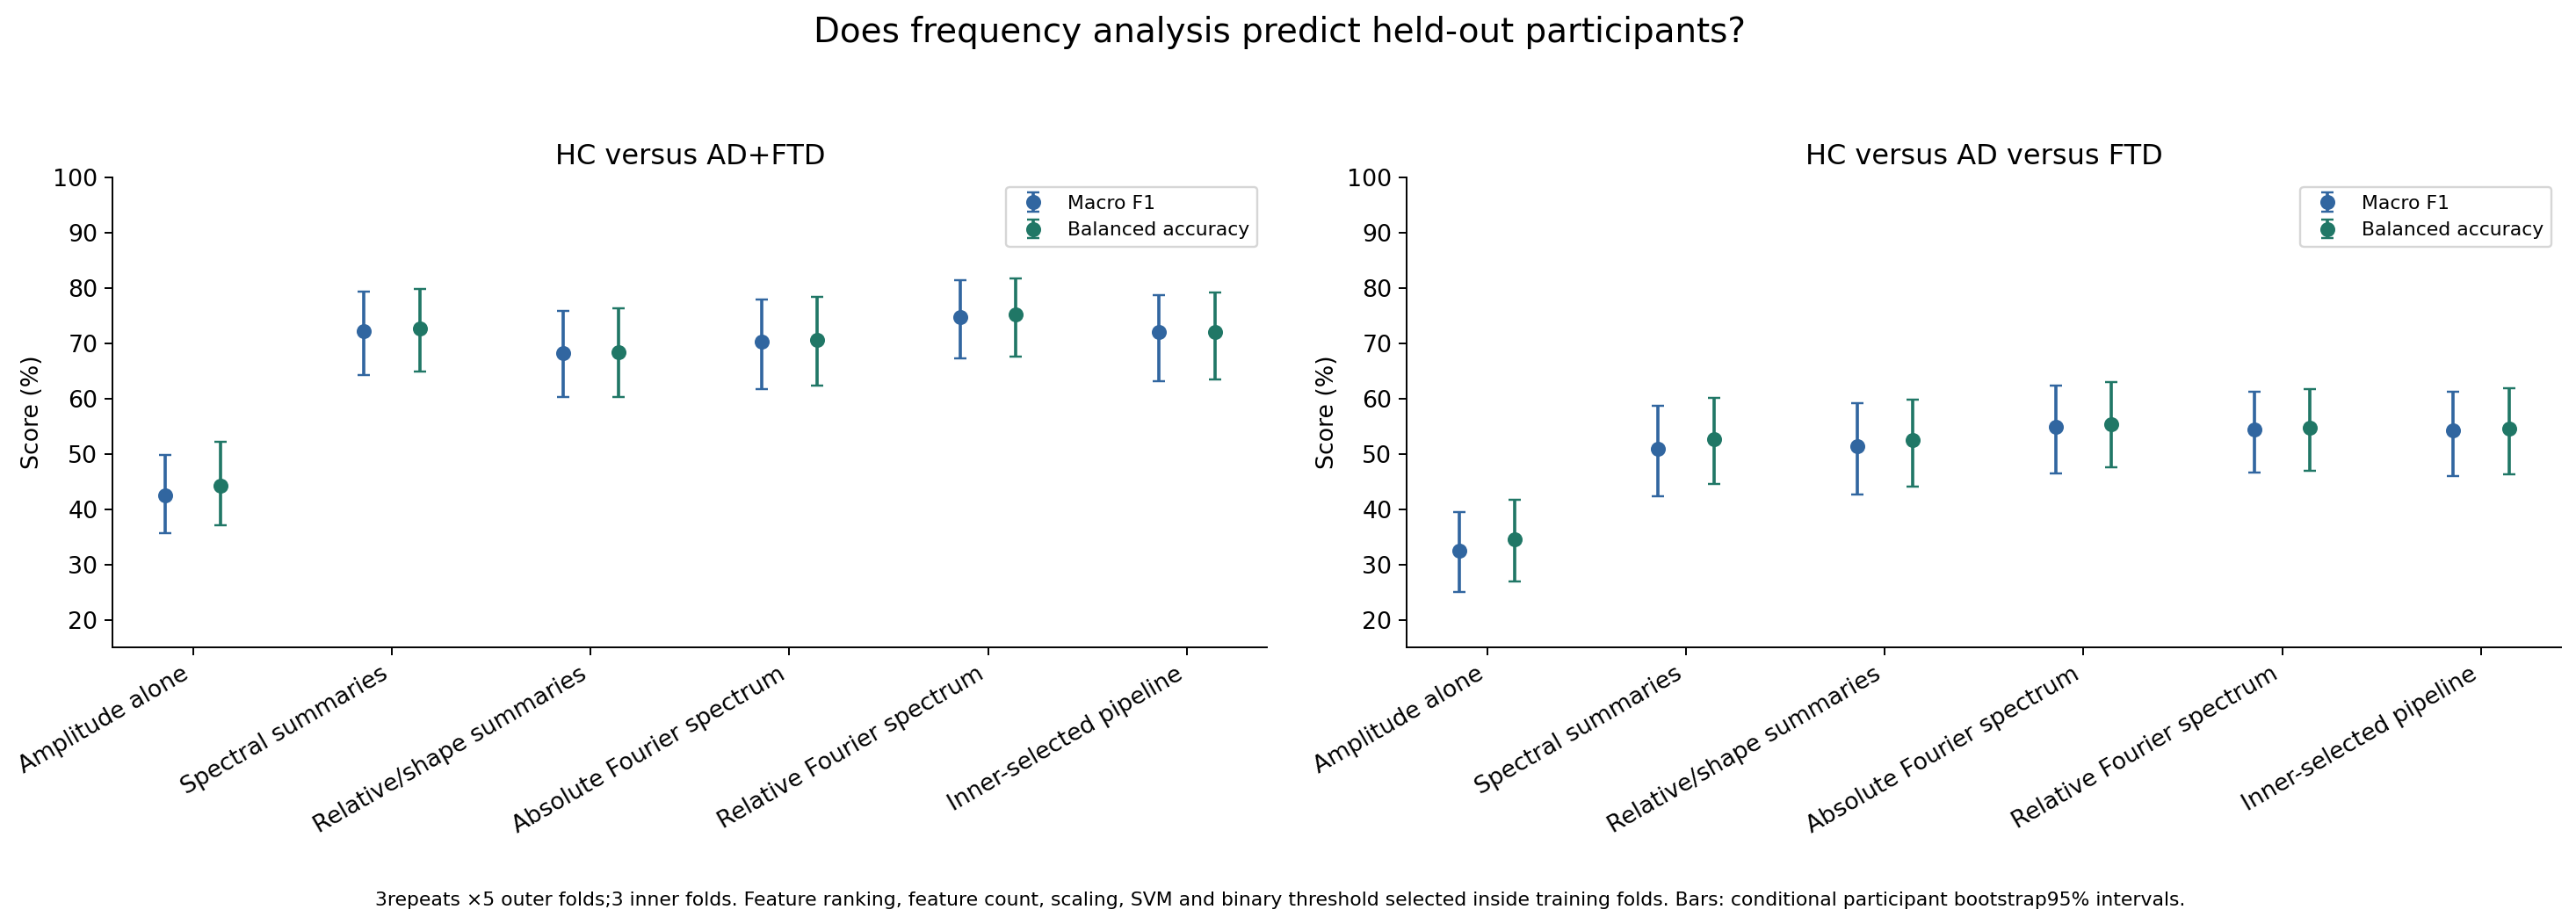 Does frequency analysis predict held-out participants?
HC versus AD+FTD
100
90
80
70
60
50
40
30
20
Score (%)
Macro F1
Balanced accuracy
Amplitude alone
Spectral summaries
Relative/shape summaries
Absolute Fourier spectrum
Relative Fourier spectrum
Inner-selected pipeline
HC versus AD versus FTD
100
90
80
70
60
50
40
30
20
Score (%)
Macro F1
Balanced accuracy
Amplitude alone
Spectral summaries
Relative/shape summaries
Absolute Fourier spectrum
Relative Fourier spectrum
Inner-selected pipeline
3repeats ×5 outer folds;3 inner folds. Feature ranking, feature count, scaling, SVM and binary threshold selected inside training folds. Bars: conditional participant bootstrap95% intervals.